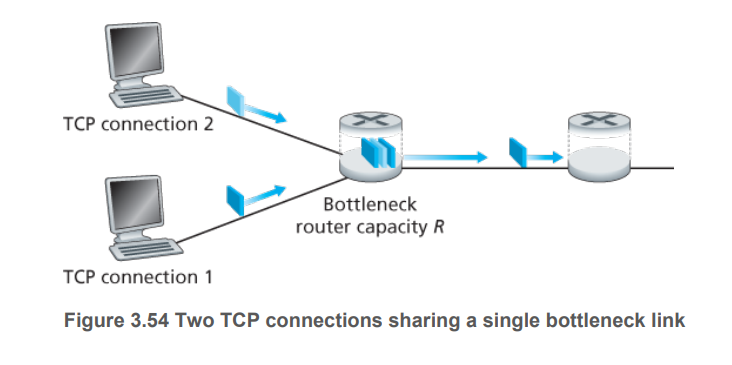 TCP connection 2
Bottleneck
router capacity R
TCP connection 1
Figure 3.54 Two TCP connections sharing a single bottleneck link